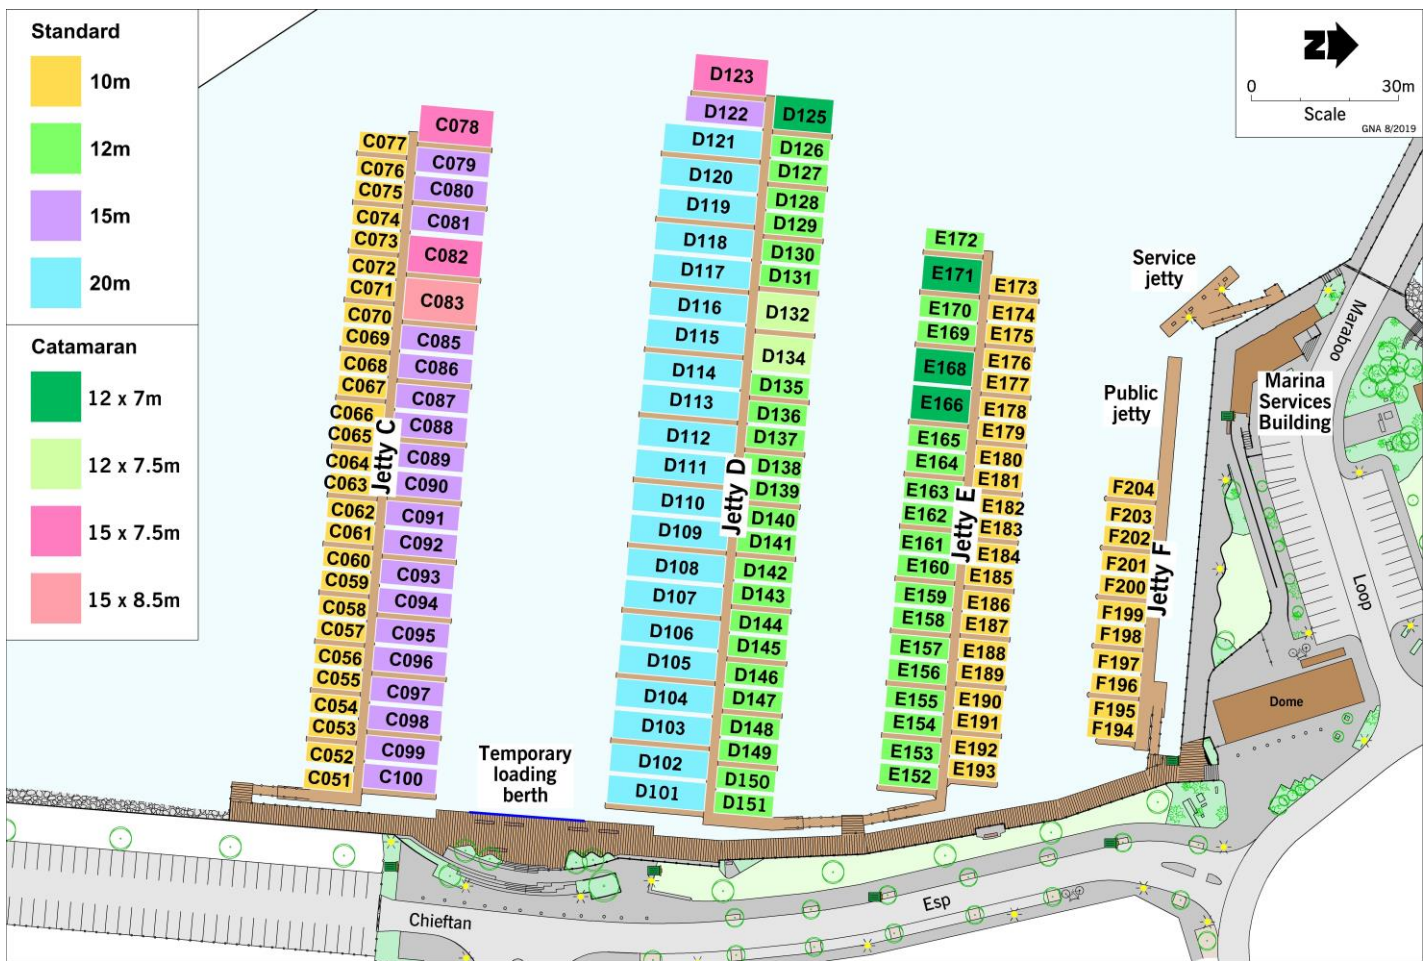 Standard
10m
12m
15m
20m
Catamaran
12 x 7m
12 x 7.5m
15 x 7.5m
15 x 8.5m
N
0 30m
Scale
GNA 8/2019
C077
C076
C075
C074
C073
C072
C071
C070
C069
C068
C067
C066
C065
C064
C063
C062
C061
C060
C059
C058
C057
C056
C055
C054
C053
C052
C051
Jetty C
C078
C079
C080
C081
C082
C083
C085
C086
C087
C088
C089
C090
C091
C092
C093
C094
C095
C096
C097
C098
C099
C100
D123
D122
D121
D120
D119
D118
D117
D116
D115
D114
D113
D112
D111
D110
D109
D108
D107
D106
D105
D104
D103
D102
D101
Jetty D
D125
D126
D127
D128
D129
D130
D131
D132
D134
D135
D136
D137
D138
D139
D140
D141
D142
D143
D144
D145
D146
D147
D148
D149
D150
D151
E172
E171
E170
E169
E168
E166
E165
E164
E163
E162
E161
E160
E159
E158
E157
E156
E155
E154
E153
E152
Jetty E
E173
E174
E175
E176
E177
E178
E179
E180
E181
E182
E183
E184
E185
E186
E187
E188
E189
E190
E191
E192
E193
F204
F203
F202
F201
F200
F199
F198
F197
F196
F195
F194
Jetty F
Service
jetty
Public
jetty
Marina
Services
Building
Maraboo
Loop
Dome
Temporary
loading
berth
Chieftan
Esp